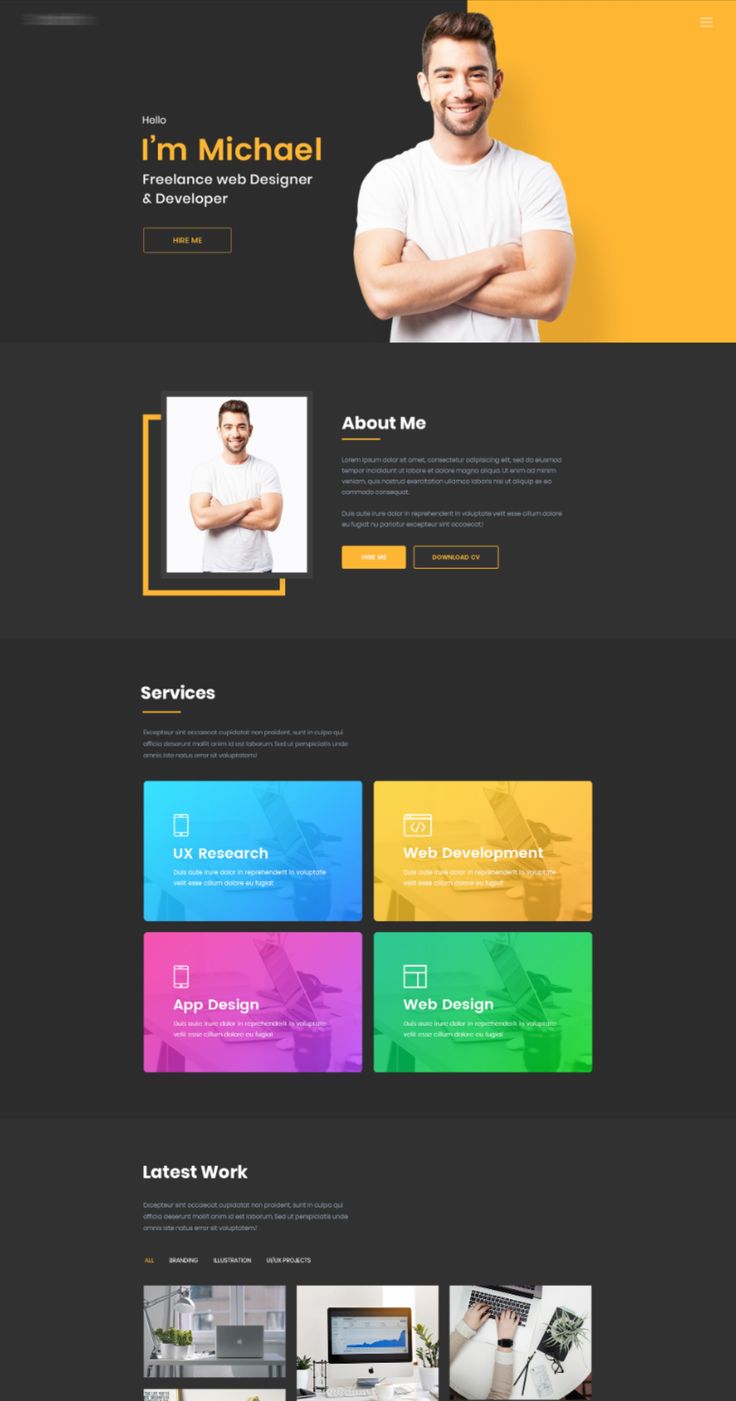 Hello
I'm Michael
Freelance web Designer
& Developer
HIRE ME
About Me
Lorem ipsum dolor sit amet, consectetur adipisicing elit, sed do eiusmod
tempor incididunt ut labore et dolore magna aliqua. Ut enim ad minim
veniam, quis nostrud exercitation ullamco laboris nisi ut aliquip ex ea
commodo consequat.
Duis aute irure dolor in reprehenderit in voluptate velit esse cillum dolore
eu fugiat nu pariatur excepteur sint occaecat!
HIRE ME
DOWNLOAD CV
Services
Excepteur sint occaecat cupidatat non proident, sunt in culpa qui
officia deserunt mollit anim id est laborum. Sed ut perspiciatis unde
omnis iste natus error sit voluptatem!
UX Research
Duis aute irure dolor in reprehenderit in voluptate
velit esse cillum dolore eu fugiat
Web Development
Duis aute irure dolor in reprehenderit in voluptate
velit esse cillum dolore eu fugiat
App Design
Duis aute irure dolor in reprehenderit in voluptate
velit esse cillum dolore eu fugiat
Web Design
Duis aute irure dolor in reprehenderit in voluptate
velit esse cillum dolore eu fugiat
Latest Work
Excepteur sint occaecat cupidatat non proident, sunt in culpa qui
officia deserunt mollit anim id est laborum. Sed ut perspiciatis unde
omnis iste natus error sit voluptatem!
ALL BRANDING ILLUSTRATION UI/UX PROJECTS